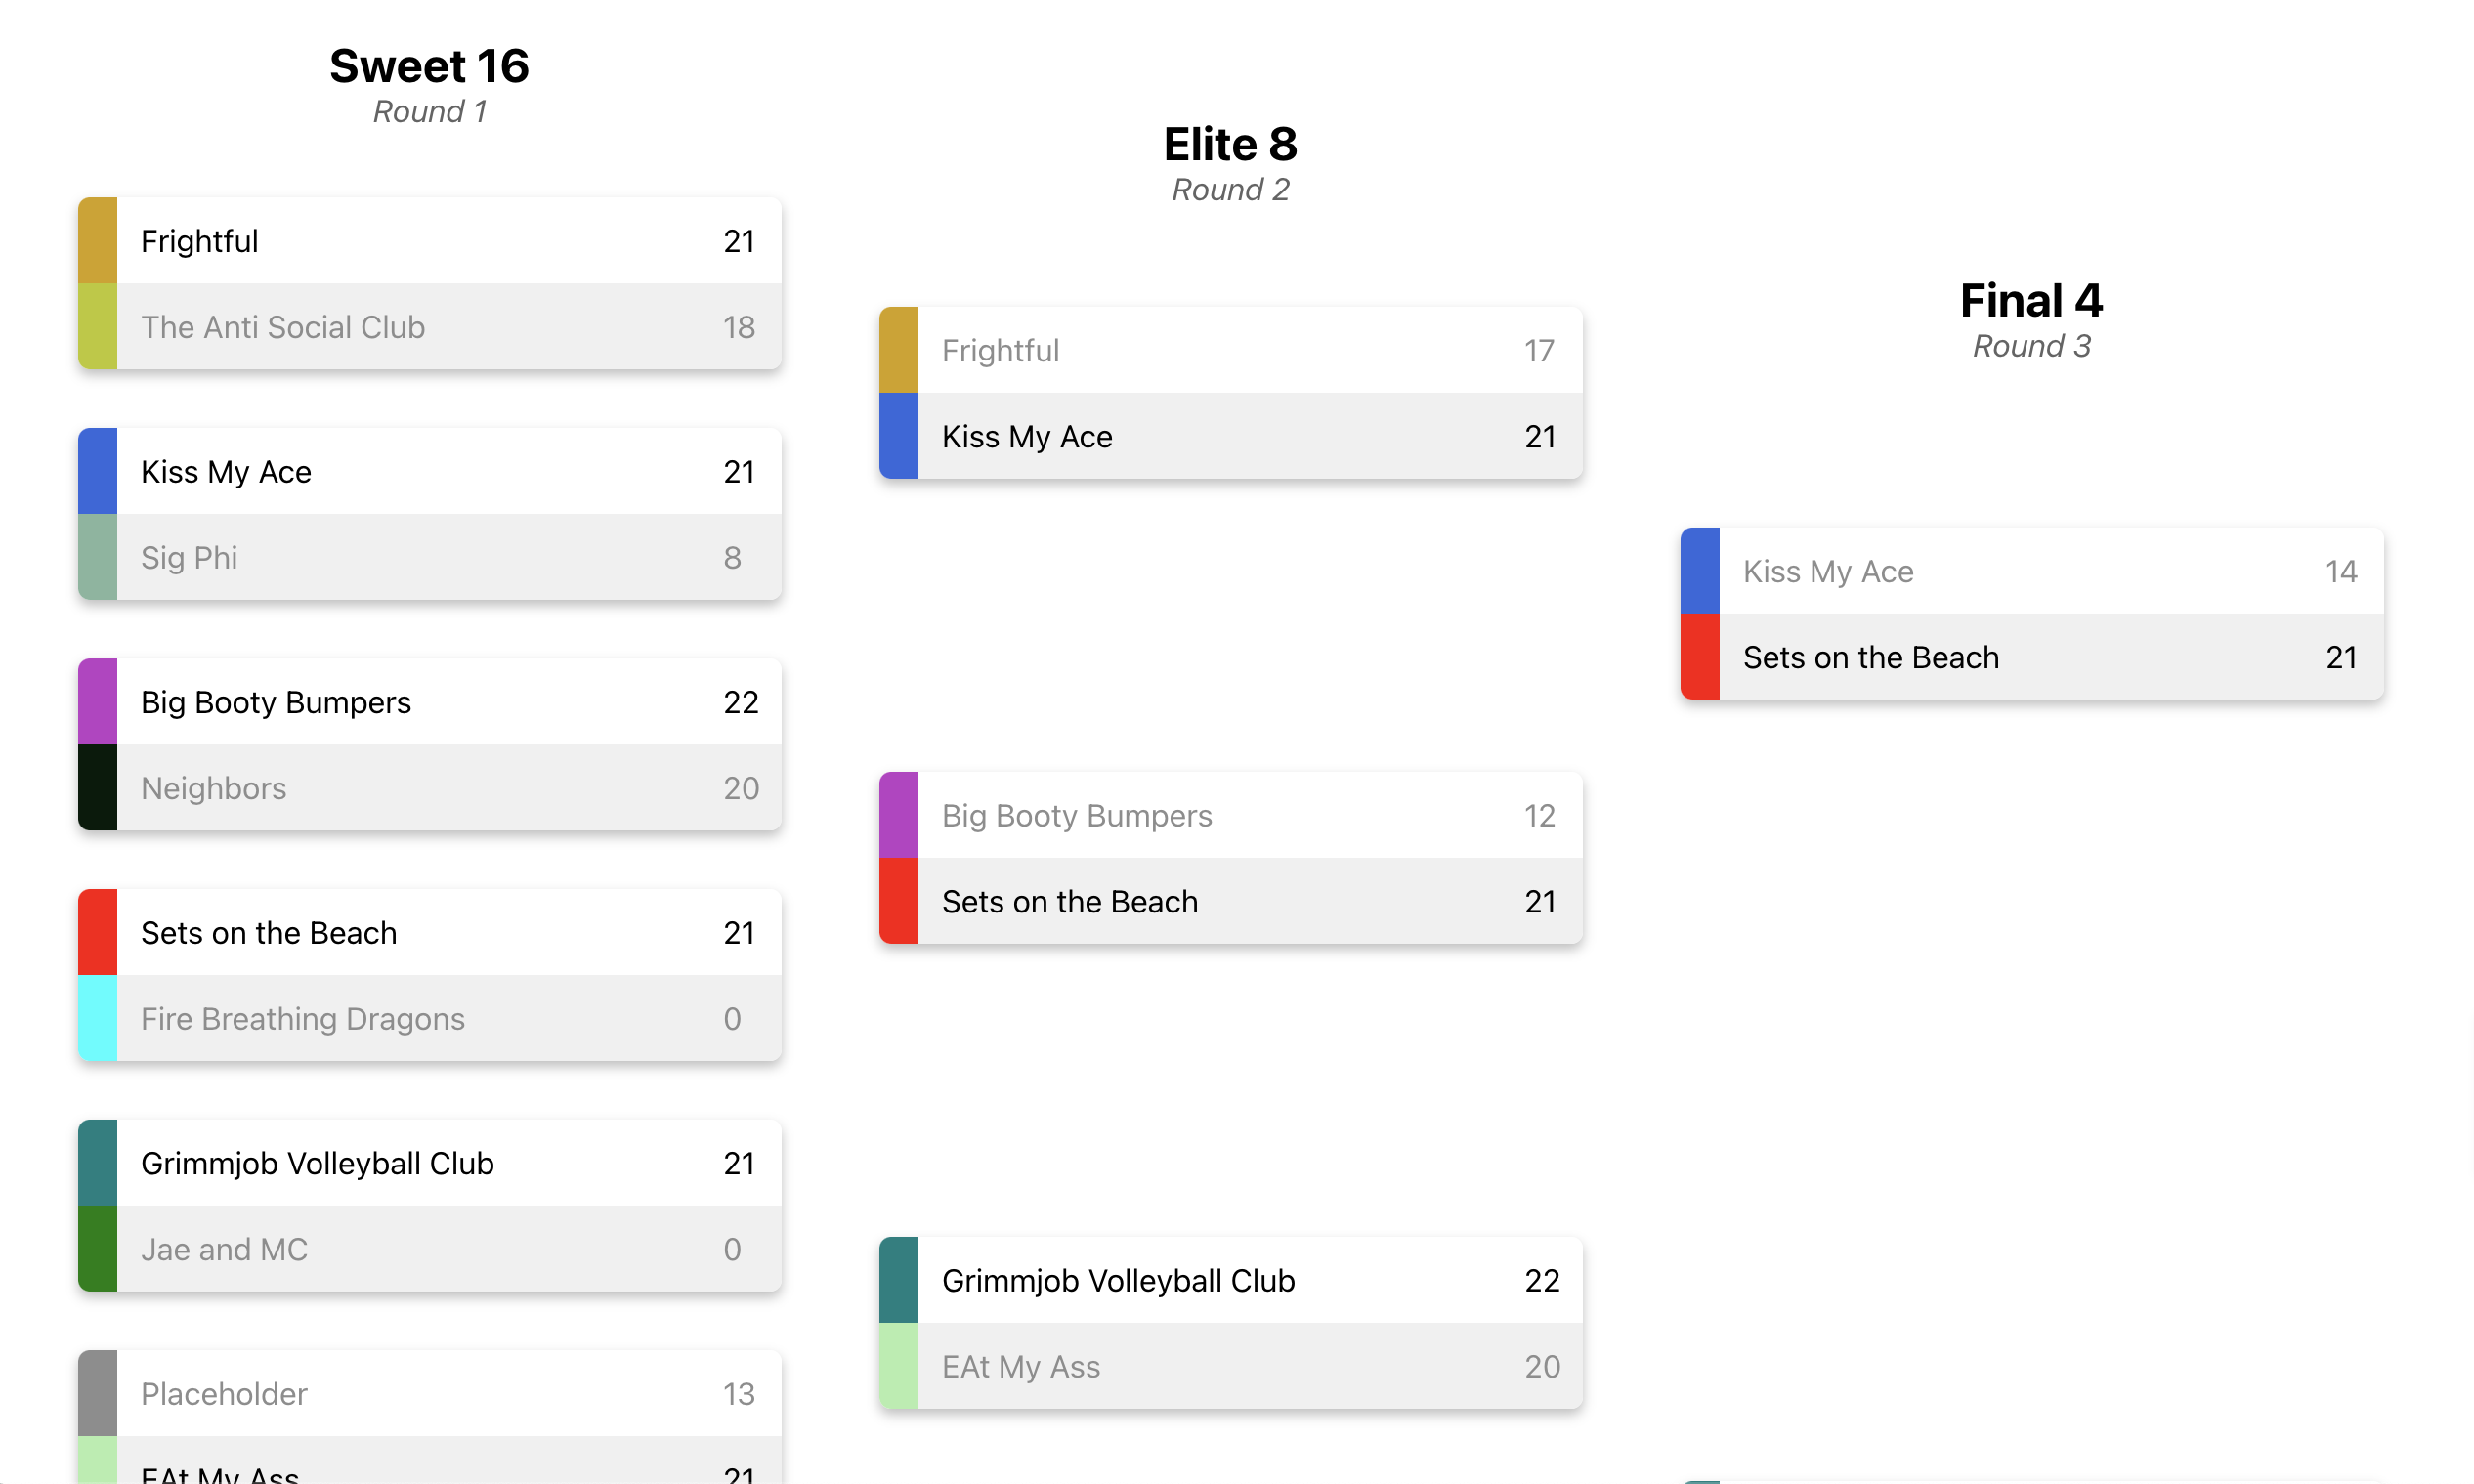 Sweet 16
Round 1
Frightful 21
The Anti Social Club 18
Kiss My Ace 21
Sig Phi 8
Big Booty Bumpers 22
Neighbors 20
Sets on the Beach 21
Fire Breathing Dragons 0
Grimmjob Volleyball Club 21
Jae and MC 0
Placeholder 13
EAt My Ass 21
Elite 8
Round 2
Frightful 17
Kiss My Ace 21
Big Booty Bumpers 12
Sets on the Beach 21
Grimmjob Volleyball Club 22
EAt My Ass 20
Final 4
Round 3
Kiss My Ace 14
Sets on the Beach 21